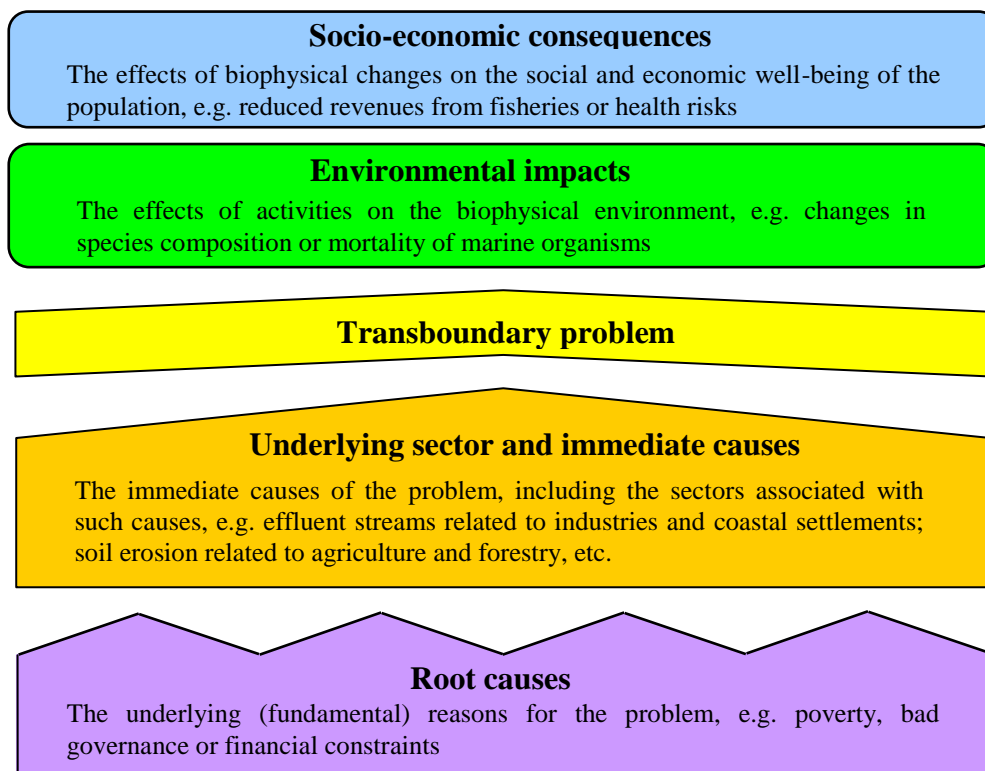 Socio-economic consequences
The effects of biophysical changes on the social and economic well-being of the
population, e.g. reduced revenues from fisheries or health risks
Environmental impacts
The effects of activities on the biophysical environment, e.g. changes in
species composition or mortality of marine organisms
Transboundary problem
Underlying sector and immediate causes
The immediate causes of the problem, including the sectors associated with
such causes, e.g. effluent streams related to industries and coastal settlements;
soil erosion related to agriculture and forestry, etc.
Root causes
The underlying (fundamental) reasons for the problem, e.g. poverty, bad
governance or financial constraints